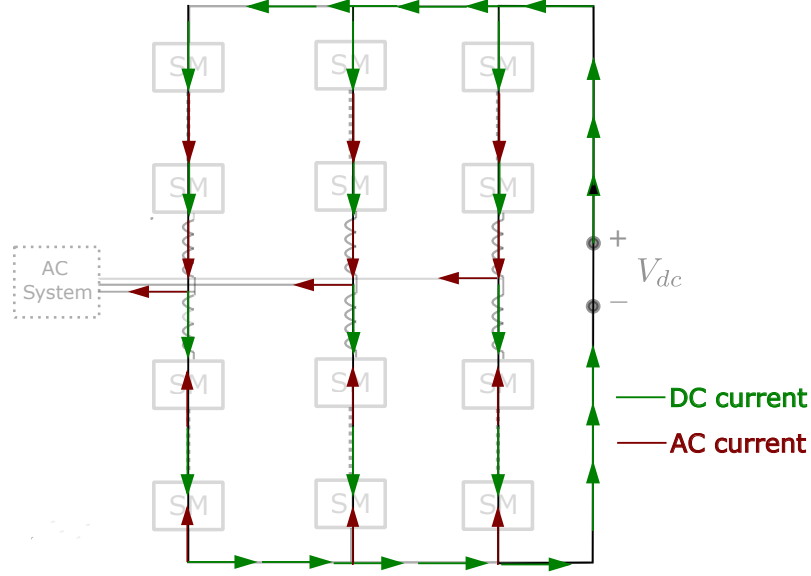 SM SM SM
SM SM SM
AC
System
+
V_dc
−
SM SM SM
DC current
AC current
SM SM SM